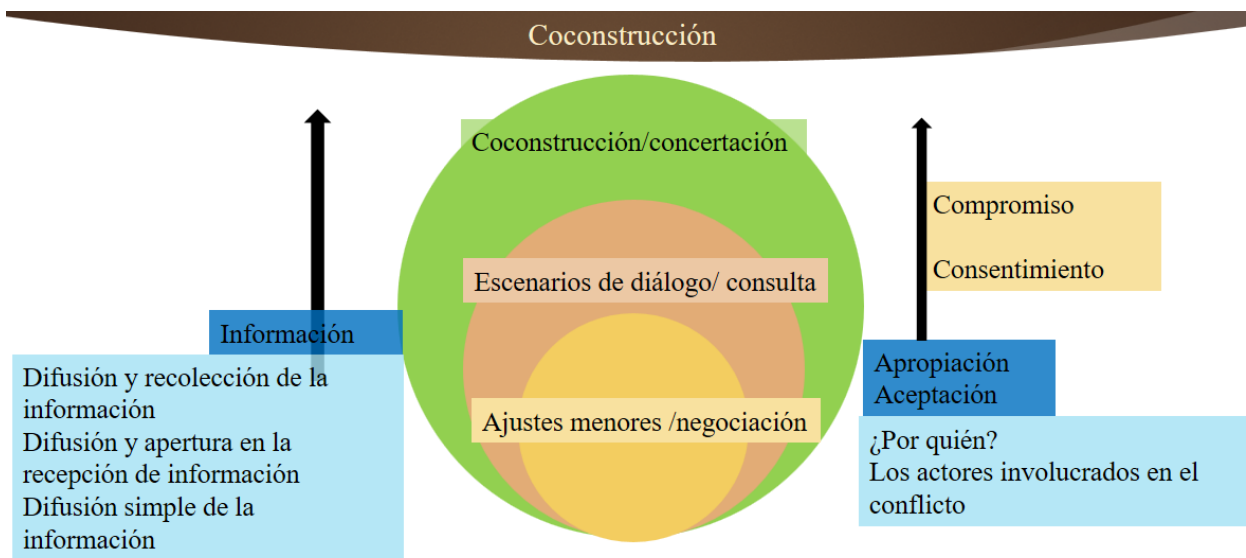 Coconstrucción
Coconstrucción/concertación
Escenarios de diálogo/ consulta
Ajustes menores /negociación
Información
Difusión y recolección de la
información
Difusión y apertura en la
recepción de información
Difusión simple de la
información
Compromiso
Consentimiento
Apropiación
Aceptación
¿Por quién?
Los actores involucrados en el
conflicto